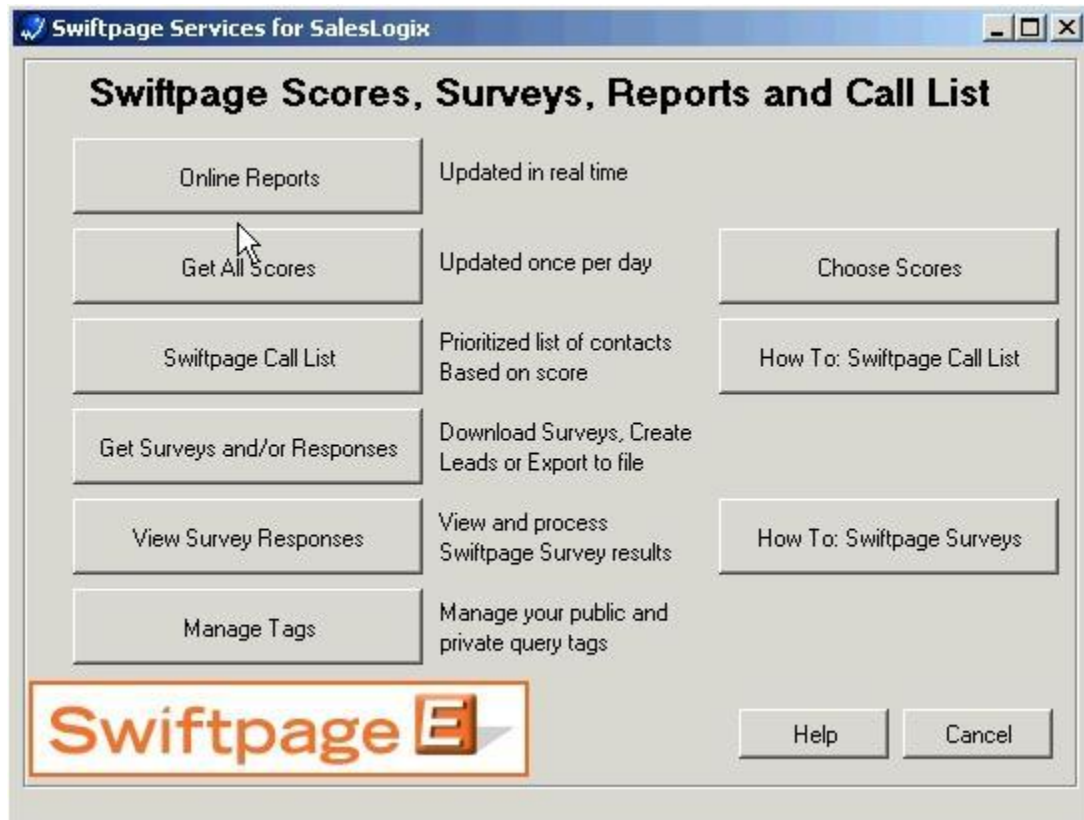 Swiftpage Services for SalesLogix
Swiftpage Scores, Surveys, Reports and Call List
Online Reports
Updated in real time
Get All Scores
Updated once per day
Choose Scores
Swiftpage Call List
Prioritized list of contacts
Based on score
How To: Swiftpage Call List
Get Surveys and/or Responses
Download Surveys, Create
Leads or Export to file
View Survey Responses
View and process
Swiftpage Survey results
How To: Swiftpage Surveys
Manage Tags
Manage your public and
private query tags
Swiftpage E
Help
Cancel